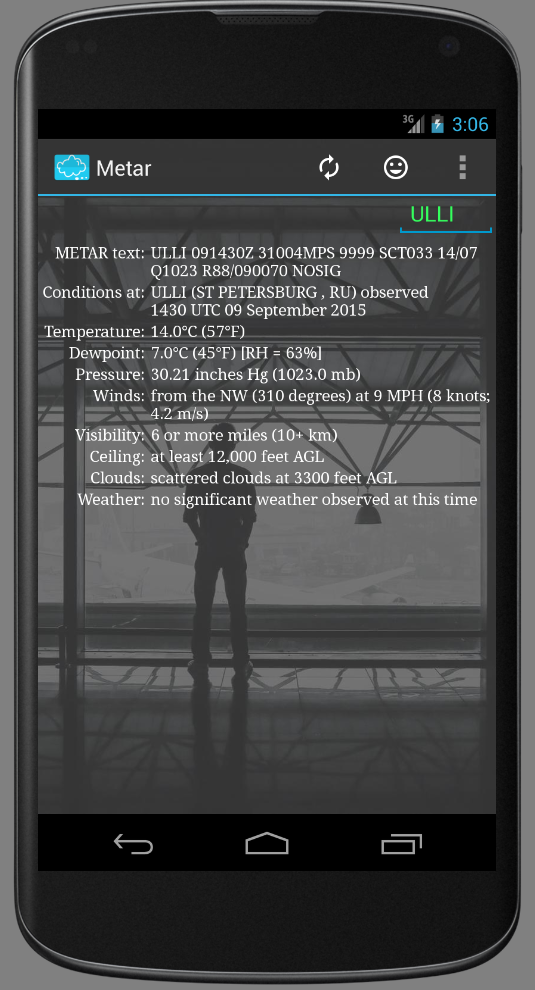 3G 3:06
Metar
ULLI
METAR text: ULLI 091430Z 31004MPS 9999 SCT033 14/07
Q1023 R88/090070 NOSIG
Conditions at: ULLI (ST PETERSBURG , RU) observed
1430 UTC 09 September 2015
Temperature: 14.0°C (57°F)
Dewpoint: 7.0°C (45°F) [RH = 63%]
Pressure: 30.21 inches Hg (1023.0 mb)
Winds: from the NW (310 degrees) at 9 MPH (8 knots;
4.2 m/s)
Visibility: 6 or more miles (10+ km)
Ceiling: at least 12,000 feet AGL
Clouds: scattered clouds at 3300 feet AGL
Weather: no significant weather observed at this time